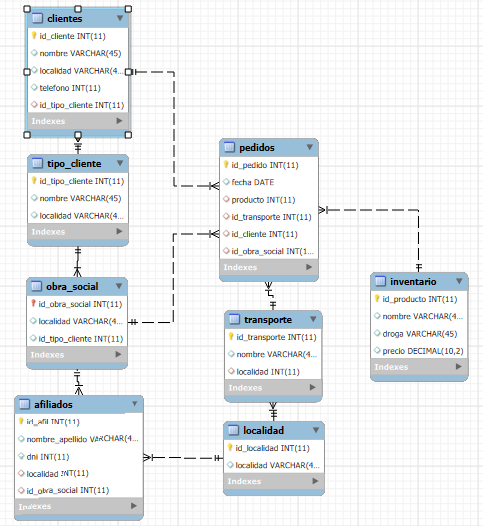 clientes
id_cliente INT(11)
nombre VARCHAR(45)
localidad VARCHAR(4...
telefono INT(11)
id_tipo_cliente INT(11)
Indexes
tipo_cliente
id_tipo_cliente INT(11)
nombre VARCHAR(45)
localidad VARCHAR(4...
Indexes
obra_social
id_obra_social INT(11)
localidad VARCHAR(4...
id_tipo_cliente INT(11)
Indexes
afiliados
id_afil INT(11)
nombre_apellido VARCHAR(4...
dni INT(11)
localidad INT(11)
id_obra_social INT(11)
Indexes
pedidos
id_pedido INT(11)
fecha DATE
producto INT(11)
id_transporte INT(11)
id_cliente INT(11)
id_obra_social INT(1...
Indexes
transporte
id_transporte INT(11)
nombre VARCHAR(4...
localidad INT(11)
Indexes
localidad
id_localidad INT(11)
localidad VARCHAR(4...
Indexes
inventario
id_producto INT(11)
nombre VARCHAR(4...
droga VARCHAR(45)
precio DECIMAL(10,2)
Indexes